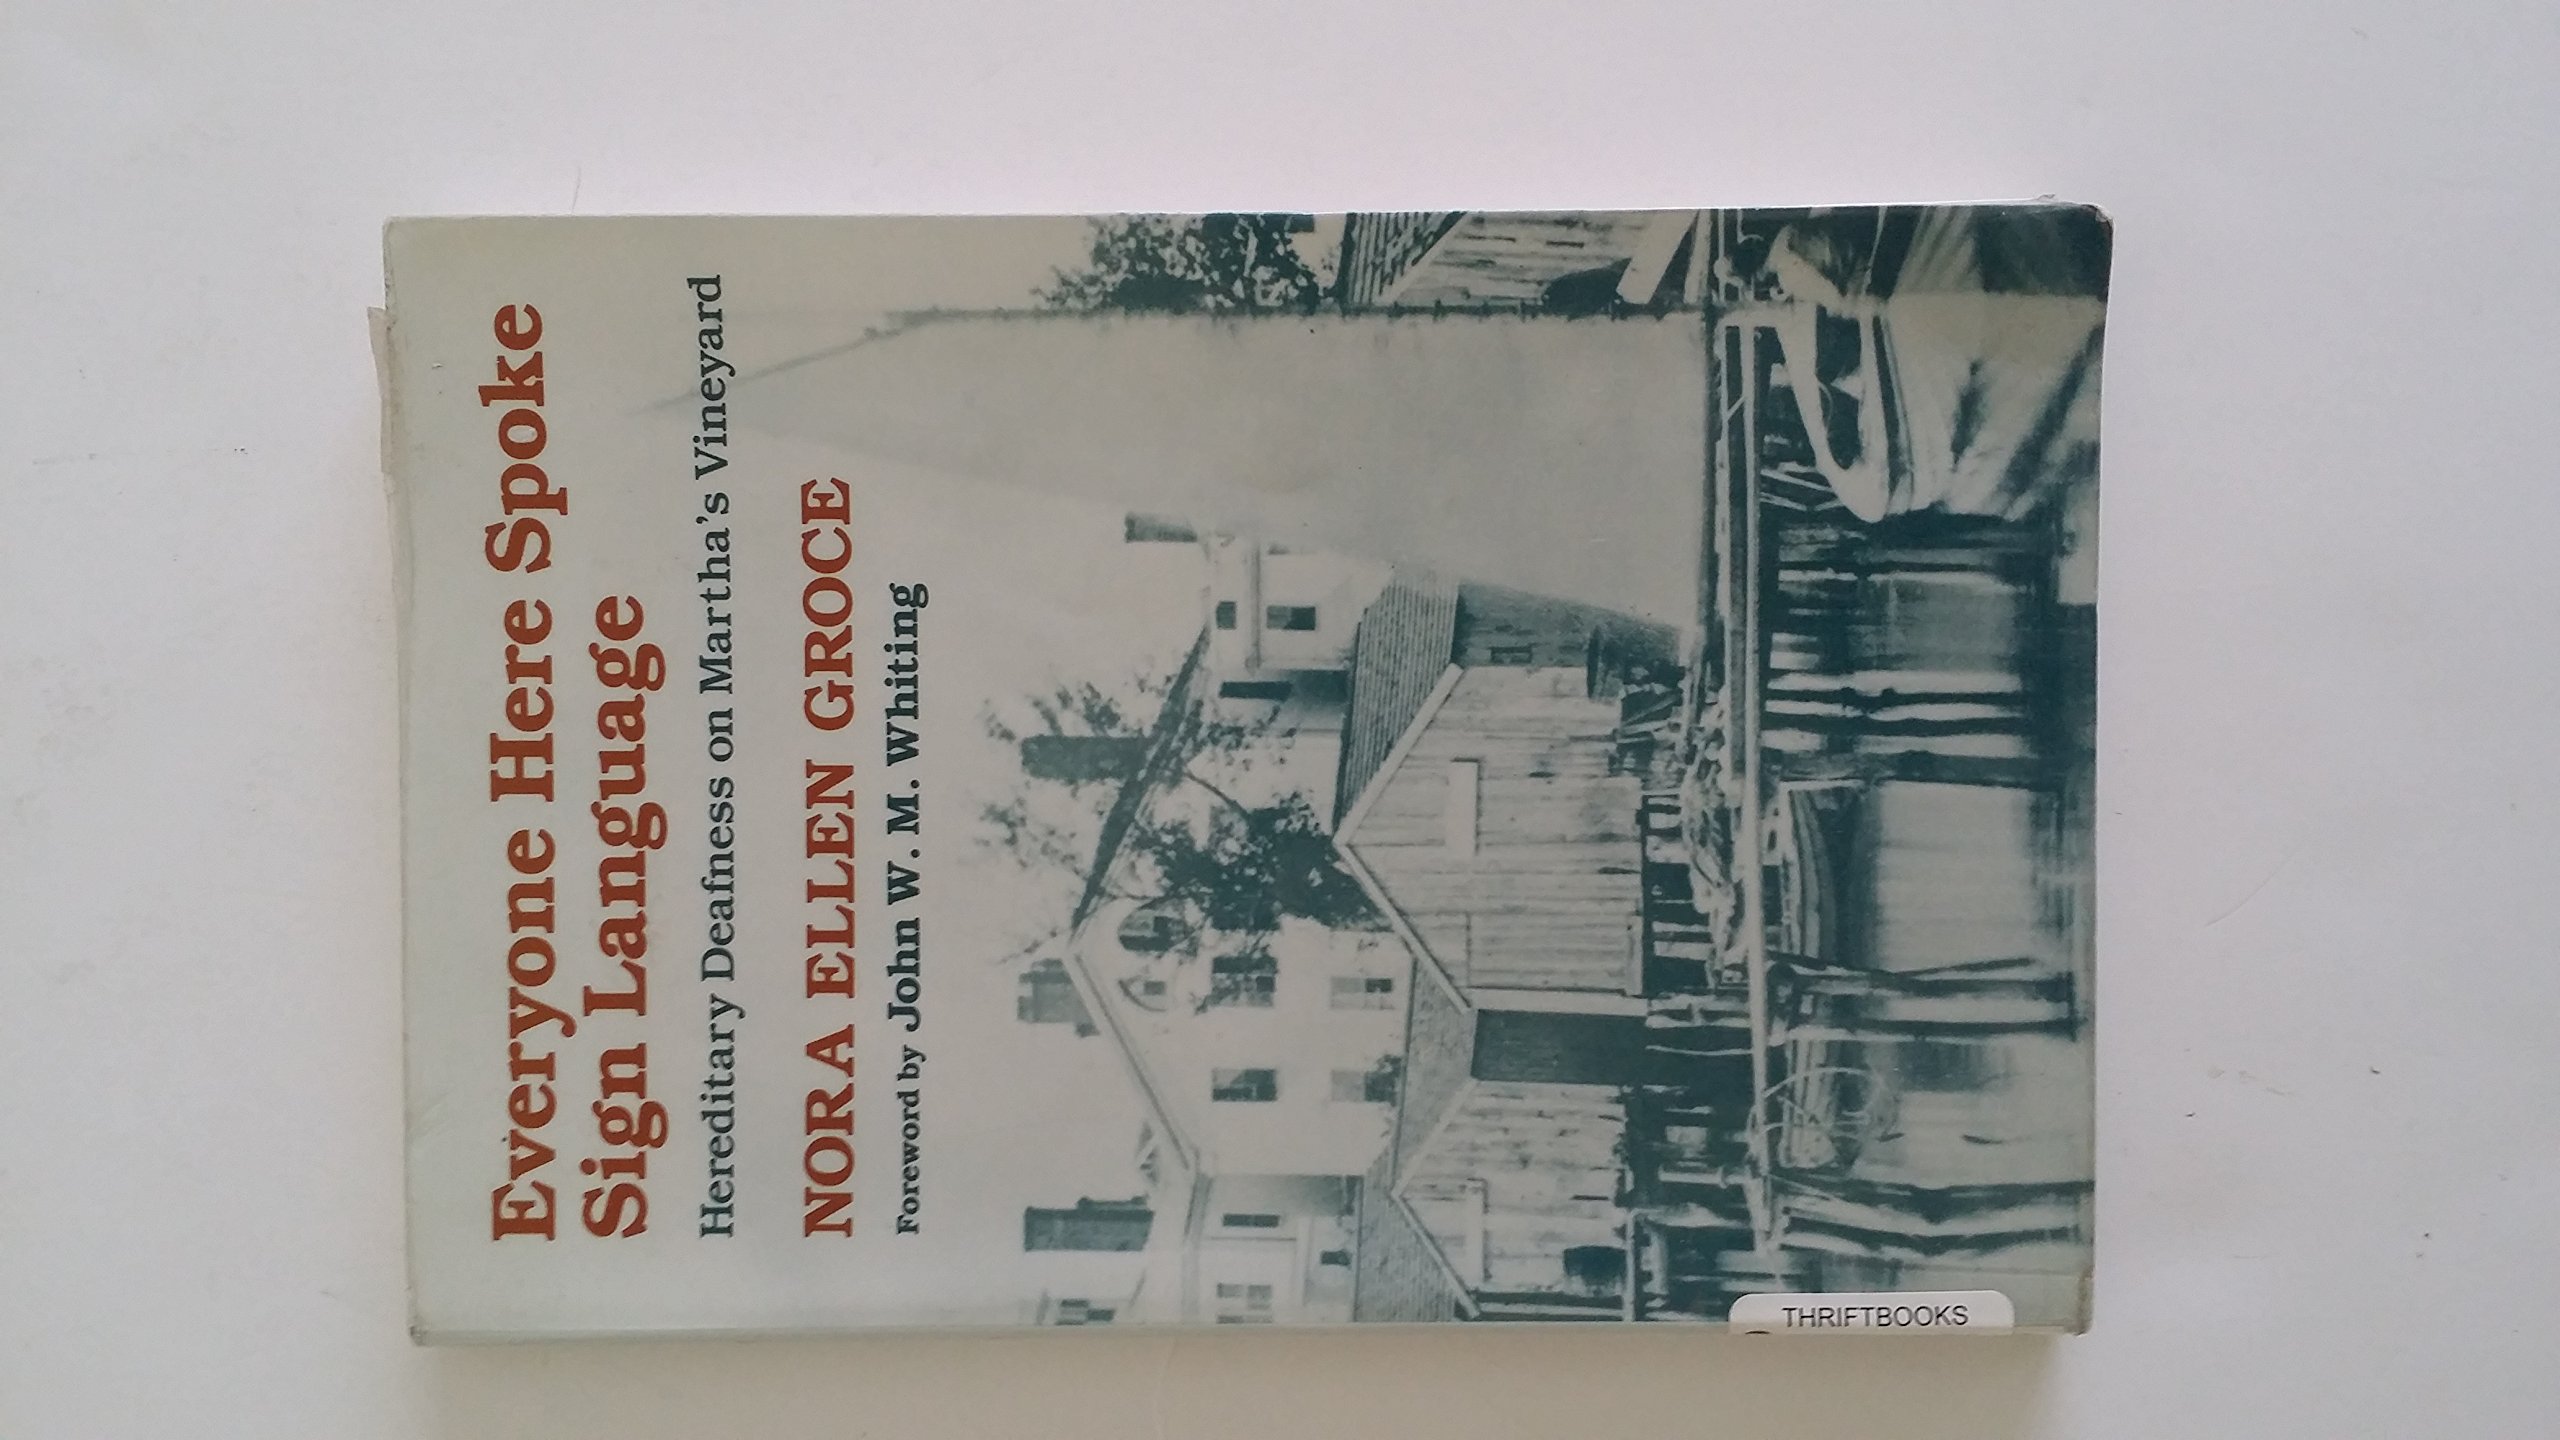 Everyone Here Spoke
Sign Language
Hereditary Deafness on Martha's Vineyard
NORA ELLEN GROCE
Foreword by John W. M. Whiting
THRIFTBOOKS